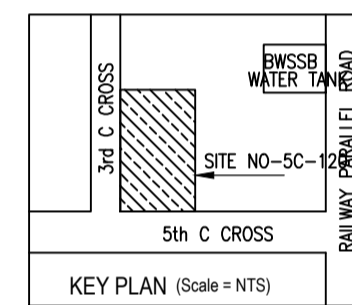 BWSSB
WATER TANK
RAILWAY PARALLEL ROAD
3rd C CROSS
SITE NO-5C-120
5th C CROSS
KEY PLAN (Scale = NTS)